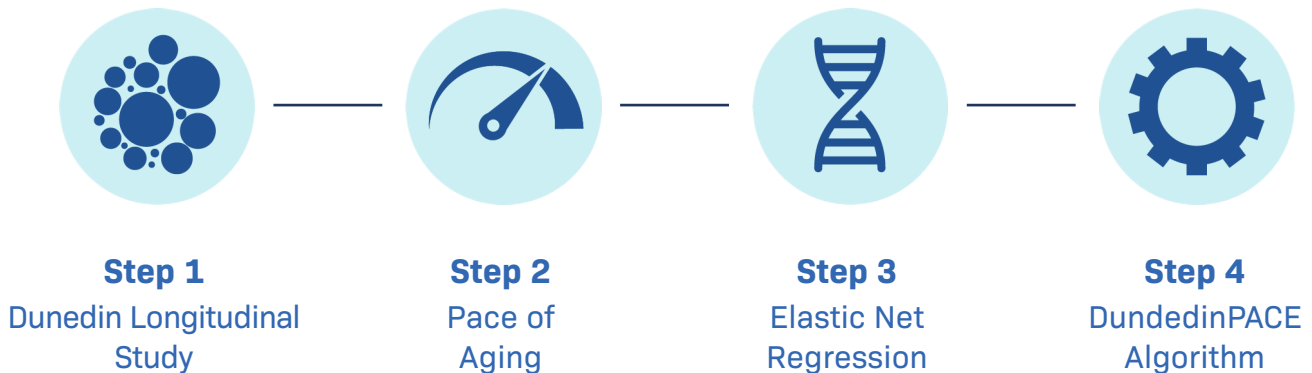 Step 1
Dunedin Longitudinal
Study
Step 2
Pace of
Aging
Step 3
Elastic Net
Regression
Step 4
DundedinPACE
Algorithm